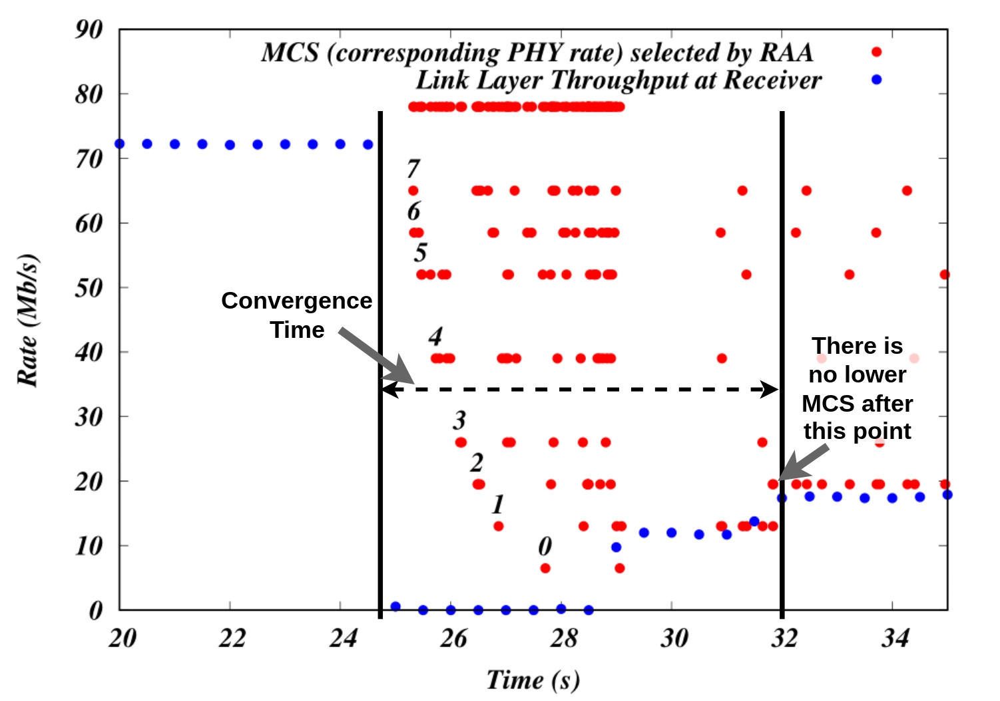 90
MCS (corresponding PHY rate) selected by RAA
Link Layer Throughput at Receiver
80
70
7
6
60
5
50
Convergence
Time
4
There is
no lower
MCS after
this point
40
30
3
2
20
1
10
0
0
20 22 24 26 28 30 32 34
Time (s)
Rate (Mb/s)